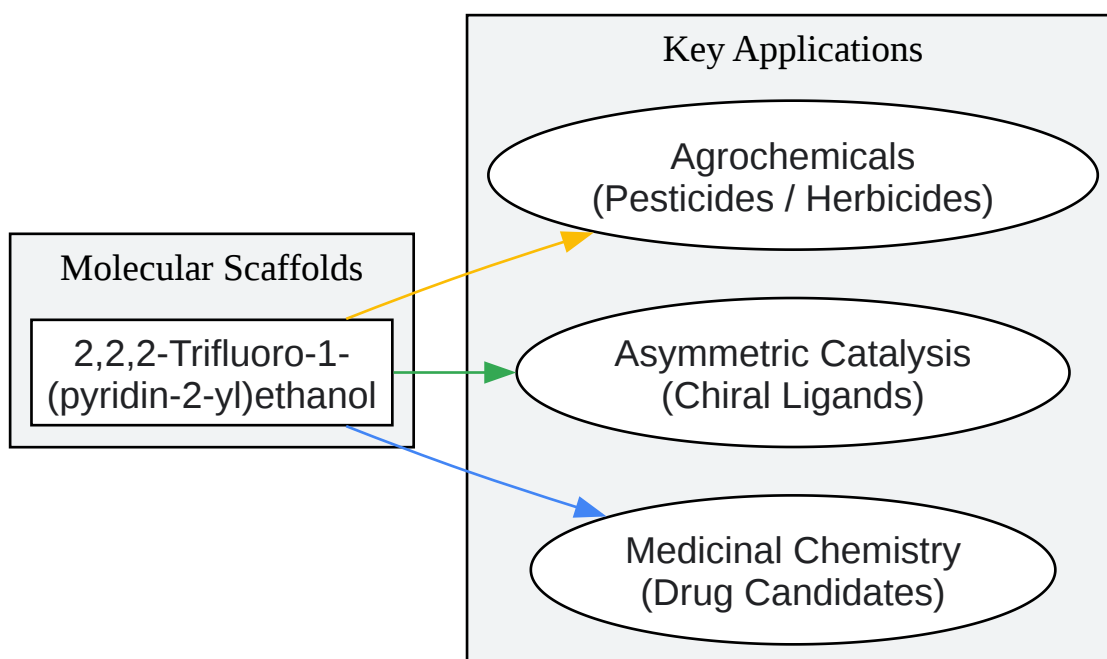 Molecular Scaffolds
2,2,2-Trifluoro-1-
(pyridin-2-yl)ethanol
Key Applications
Agrochemicals
(Pesticides / Herbicides)
Asymmetric Catalysis
(Chiral Ligands)
Medicinal Chemistry
(Drug Candidates)